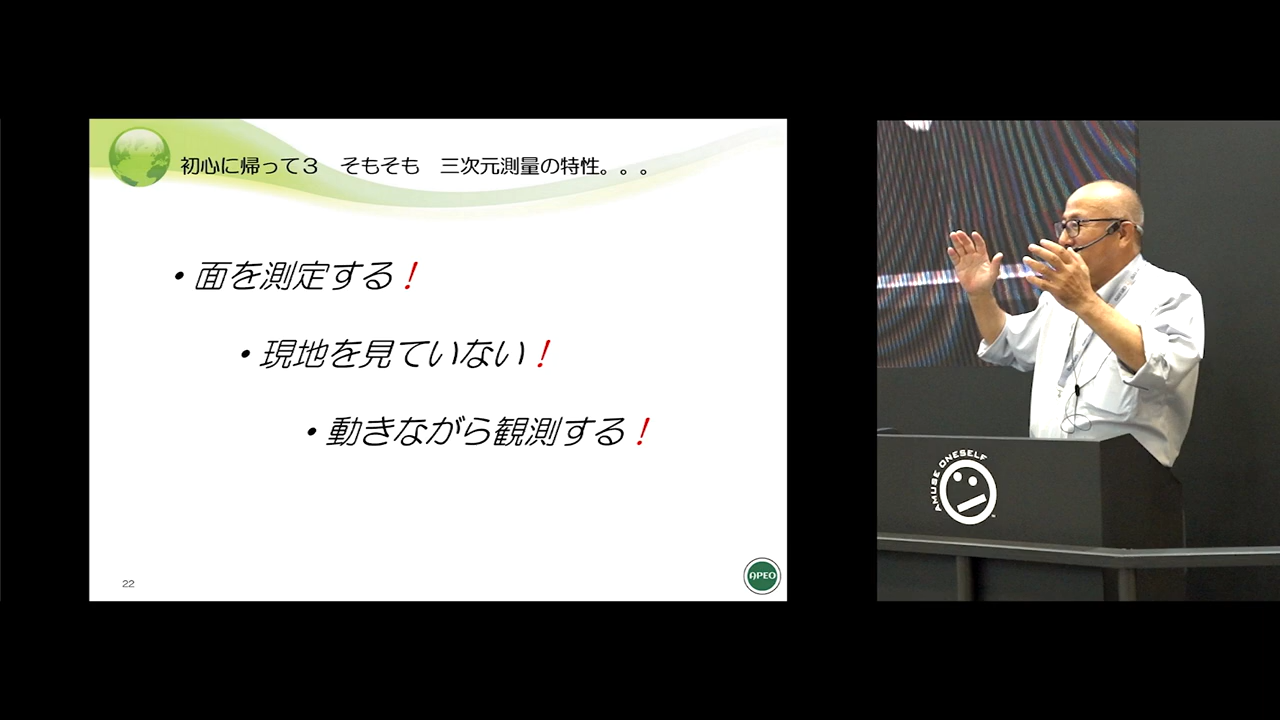 初心に帰って３　そもそも　三次元測量の特性。。。
• 面を測定する！
• 現地を見ていない！
• 動きながら観測する！
22
APEO
AMUSE ONESELF